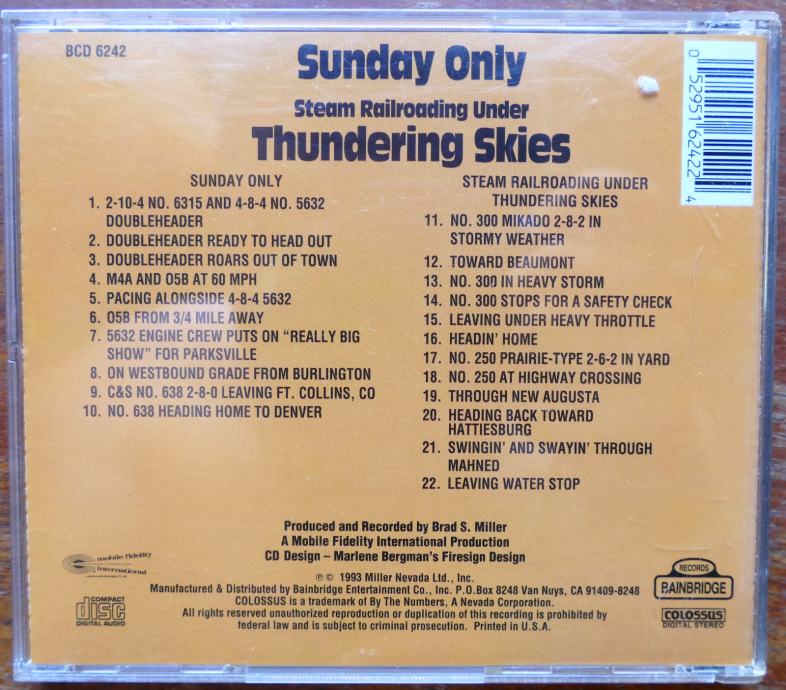 BCD 6242
Sunday Only
Steam Railroading Under
Thundering Skies
0 52951 62422 4
SUNDAY ONLY
1. 2-10-4 NO. 6315 AND 4-8-4 NO. 5632
DOUBLEHEADER
2. DOUBLEHEADER READY TO HEAD OUT
3. DOUBLEHEADER ROARS OUT OF TOWN
4. M4A AND O5B AT 60 MPH
5. PACING ALONGSIDE 4-8-4 5632
6. O5B FROM 3/4 MILE AWAY
7. 5632 ENGINE CREW PUTS ON “REALLY BIG
SHOW” FOR PARKSVILLE
8. ON WESTBOUND GRADE FROM BURLINGTON
9. C&S NO. 638 2-8-0 LEAVING FT. COLLINS, CO
10. NO. 638 HEADING HOME TO DENVER
STEAM RAILROADING UNDER
THUNDERING SKIES
11. NO. 300 MIKADO 2-8-2 IN
STORMY WEATHER
12. TOWARD BEAUMONT
13. NO. 300 IN HEAVY STORM
14. NO. 300 STOPS FOR A SAFETY CHECK
15. LEAVING UNDER HEAVY THROTTLE
16. HEADIN’ HOME
17. NO. 250 PRAIRIE-TYPE 2-6-2 IN YARD
18. NO. 250 AT HIGHWAY CROSSING
19. THROUGH NEW AUGUSTA
20. HEADING BACK TOWARD
HATTIESBURG
21. SWINGIN’ AND SWAYIN’ THROUGH
MAHNED
22. LEAVING WATER STOP
Produced and Recorded by Brad S. Miller
A Mobile Fidelity International Production
CD Design – Marlene Bergman’s Firesign Design
mobile fidelity
international
COMPACT
disc
DIGITAL AUDIO
℗ © 1993 Miller Nevada Ltd., Inc.
Manufactured & Distributed by Bainbridge Entertainment Co., Inc. P.O.Box 8248 Van Nuys, CA 91409-8248
COLOSSUS is a trademark of By The Numbers, A Nevada Corporation.
All rights reserved unauthorized reproduction or duplication of this recording is prohibited by
federal law and is subject to criminal prosecution. Printed in U.S.A.
RECORDS
BAINBRIDGE
COLOSSUS
DIGITAL STEREO